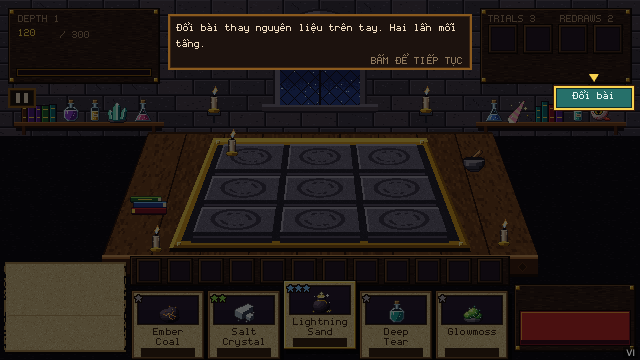 DEPTH 1
120 / 300
Đổi bài thay nguyên liệu trên tay. Hai lần mỗi
tầng.
BẤM ĐỂ TIẾP TỤC
TRIALS 3 REDRAWS 2
Đổi bài
Ember
Coal
Salt
Crystal
Lightning
Sand
Deep
Tear
Glowmoss
VI